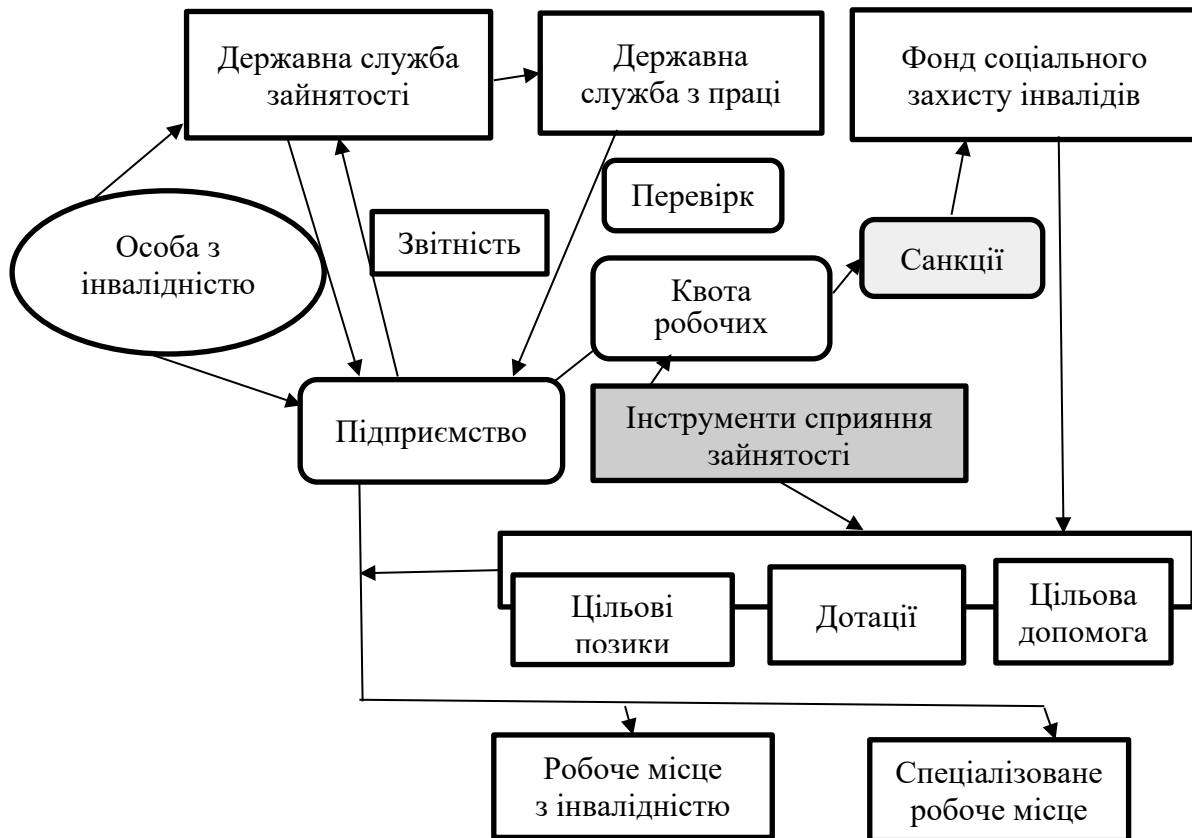 Державна служба
зайнятості
Державна
служба з праці
Фонд соціального
захисту інвалідів
Перевірк
Особа з
інвалідністю
Звітність
Санкції
Квота
робочих
Підприємство
Інструменти сприяння
зайнятості
Цільові
позики
Дотації
Цільова
допомога
Робоче місце
з інвалідністю
Спеціалізоване
робоче місце